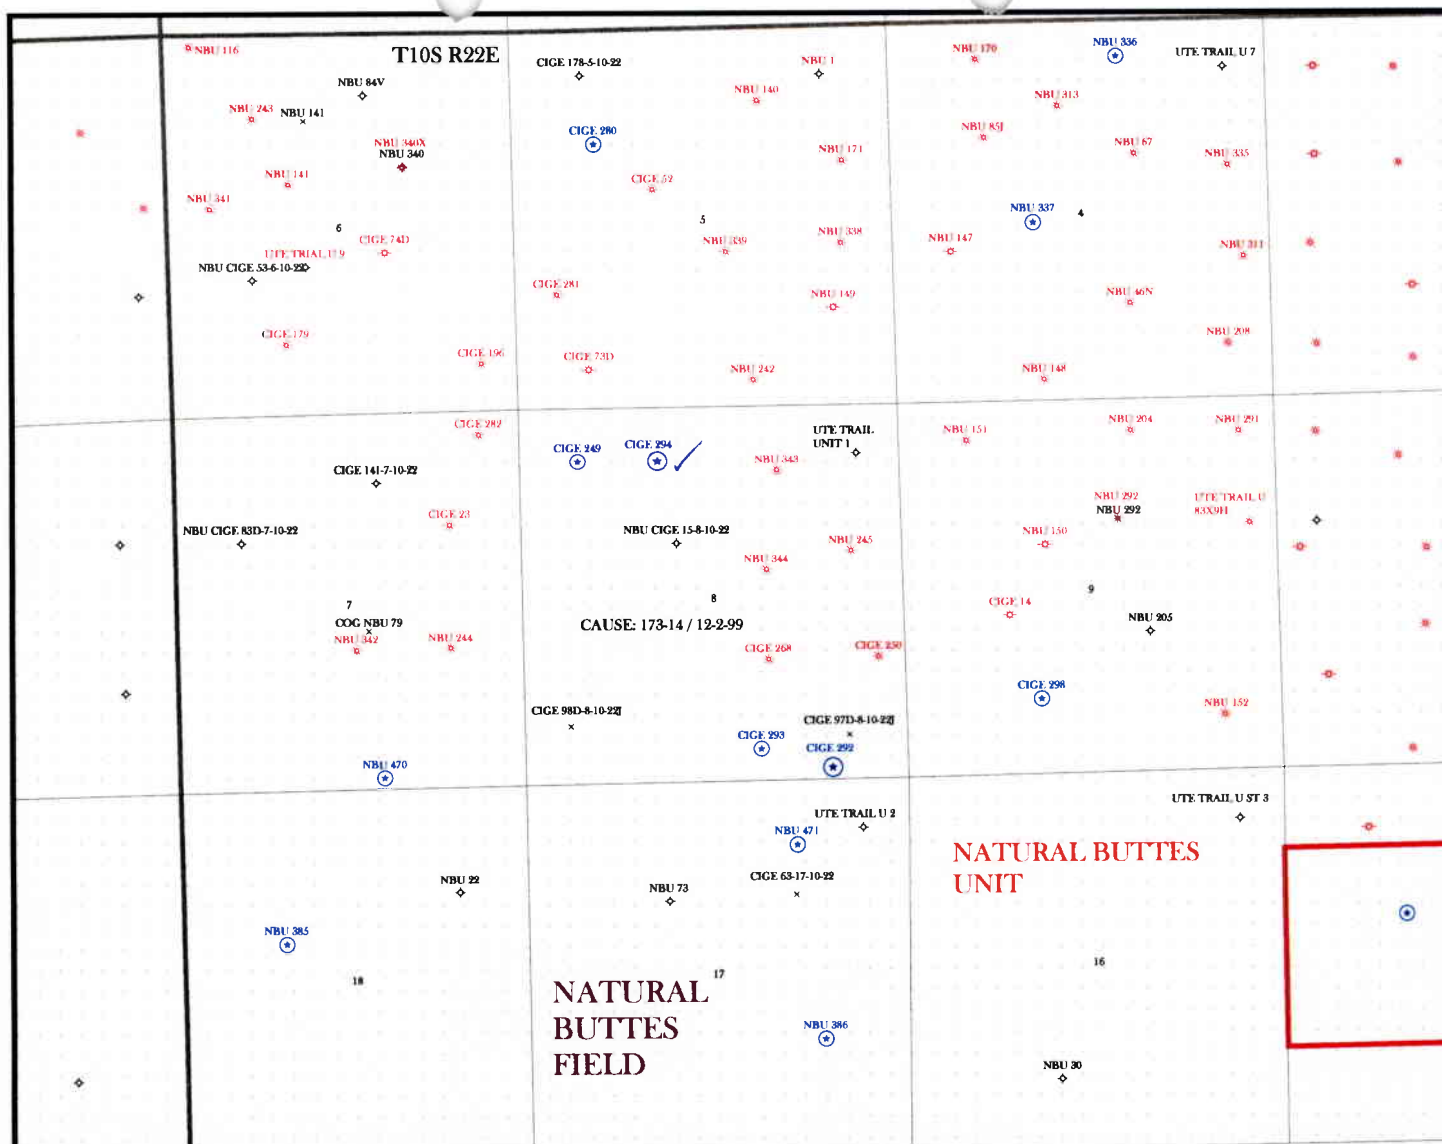 NBU 116
T10S R22E
CIGE 178-5-10-22
NBU 1
NBU 170
NBU 336
UTE TRAIL U 7
NBU 84V
NBU 140
NBU 243
NBU 141
NBU 313
CIGE 280
NBU 85J
NBU 340X
NBU 340
NBU 171
NBU 67
NBU 335
NBU 141
CIGE 52
NBU 341
NBU 337
4
5
6
CIGE 74D
NBU 339
NBU 338
NBU 147
NBU 311
UTE TRIAL U 9
NBU CIGE 53-6-10-22D
CIGE 281
NBU 149
NBU 46N
CIGE 179
CIGE 196
CIGE 73D
NBU 242
NBU 148
NBU 208
CIGE 282
CIGE 249
CIGE 294
UTE TRAIL
UNIT 1
NBU 151
NBU 204
NBU 291
CIGE 141-7-10-22
NBU 343
NBU 292
NBU 292
UTE TRAIL U
83X9H
CIGE 23
NBU CIGE 83D-7-10-22
NBU CIGE 15-8-10-22
NBU 245
NBU 150
NBU 344
7
8
9
CIGE 14
COG NBU 79
CAUSE: 173-14 / 12-2-99
NBU 205
NBU 342
NBU 244
CIGE 268
CIGE 250
CIGE 298
NBU 152
CIGE 98D-8-10-22J
CIGE 97D-8-10-22J
CIGE 293
CIGE 292
NBU 470
UTE TRAIL U ST 3
UTE TRAIL U 2
NBU 471
NATURAL BUTTES
UNIT
NBU 22
NBU 73
CIGE 63-17-10-22
NBU 385
18
17
16
NATURAL
BUTTES
FIELD
NBU 386
NBU 30